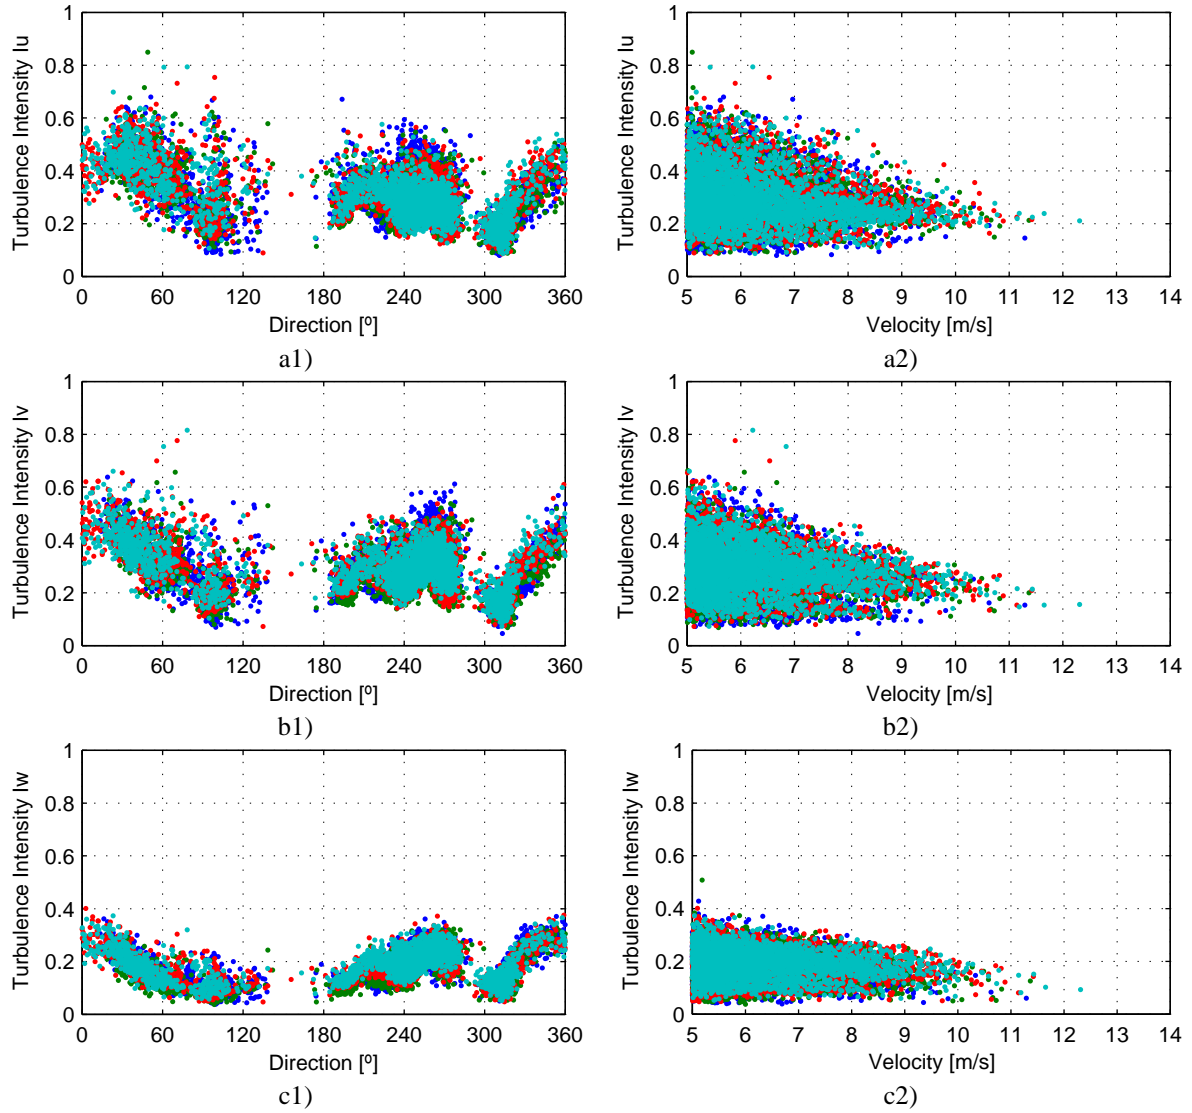 Turbulence Intensity Iu
1
0.8
0.6
0.4
0.2
0
0 60 120 180 240 300 360
Direction [º]
a1)
Turbulence Intensity Iu
1
0.8
0.6
0.4
0.2
0
5 6 7 8 9 10 11 12 13 14
Velocity [m/s]
a2)
Turbulence Intensity Iv
1
0.8
0.6
0.4
0.2
0
0 60 120 180 240 300 360
Direction [º]
b1)
Turbulence Intensity Iv
1
0.8
0.6
0.4
0.2
0
5 6 7 8 9 10 11 12 13 14
Velocity [m/s]
b2)
Turbulence Intensity Iw
1
0.8
0.6
0.4
0.2
0
0 60 120 180 240 300 360
Direction [º]
c1)
Turbulence Intensity Iw
1
0.8
0.6
0.4
0.2
0
5 6 7 8 9 10 11 12 13 14
Velocity [m/s]
c2)